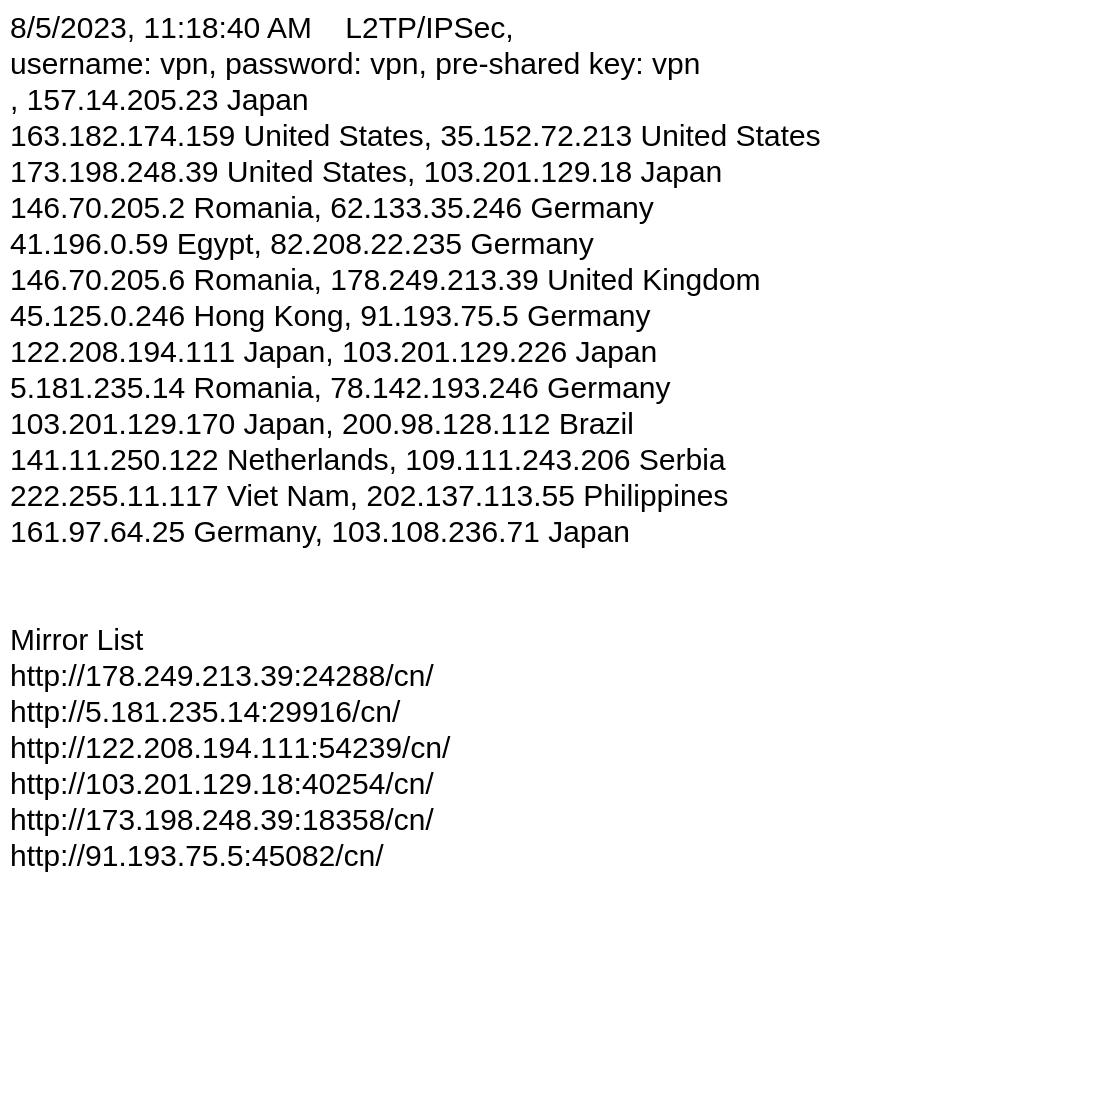 8/5/2023, 11:18:40 AM    L2TP/IPSec,
username: vpn, password: vpn, pre-shared key: vpn
, 157.14.205.23 Japan
163.182.174.159 United States, 35.152.72.213 United States
173.198.248.39 United States, 103.201.129.18 Japan
146.70.205.2 Romania, 62.133.35.246 Germany
41.196.0.59 Egypt, 82.208.22.235 Germany
146.70.205.6 Romania, 178.249.213.39 United Kingdom
45.125.0.246 Hong Kong, 91.193.75.5 Germany
122.208.194.111 Japan, 103.201.129.226 Japan
5.181.235.14 Romania, 78.142.193.246 Germany
103.201.129.170 Japan, 200.98.128.112 Brazil
141.11.250.122 Netherlands, 109.111.243.206 Serbia
222.255.11.117 Viet Nam, 202.137.113.55 Philippines
161.97.64.25 Germany, 103.108.236.71 Japan
Mirror List
http://178.249.213.39:24288/cn/
http://5.181.235.14:29916/cn/
http://122.208.194.111:54239/cn/
http://103.201.129.18:40254/cn/
http://173.198.248.39:18358/cn/
http://91.193.75.5:45082/cn/